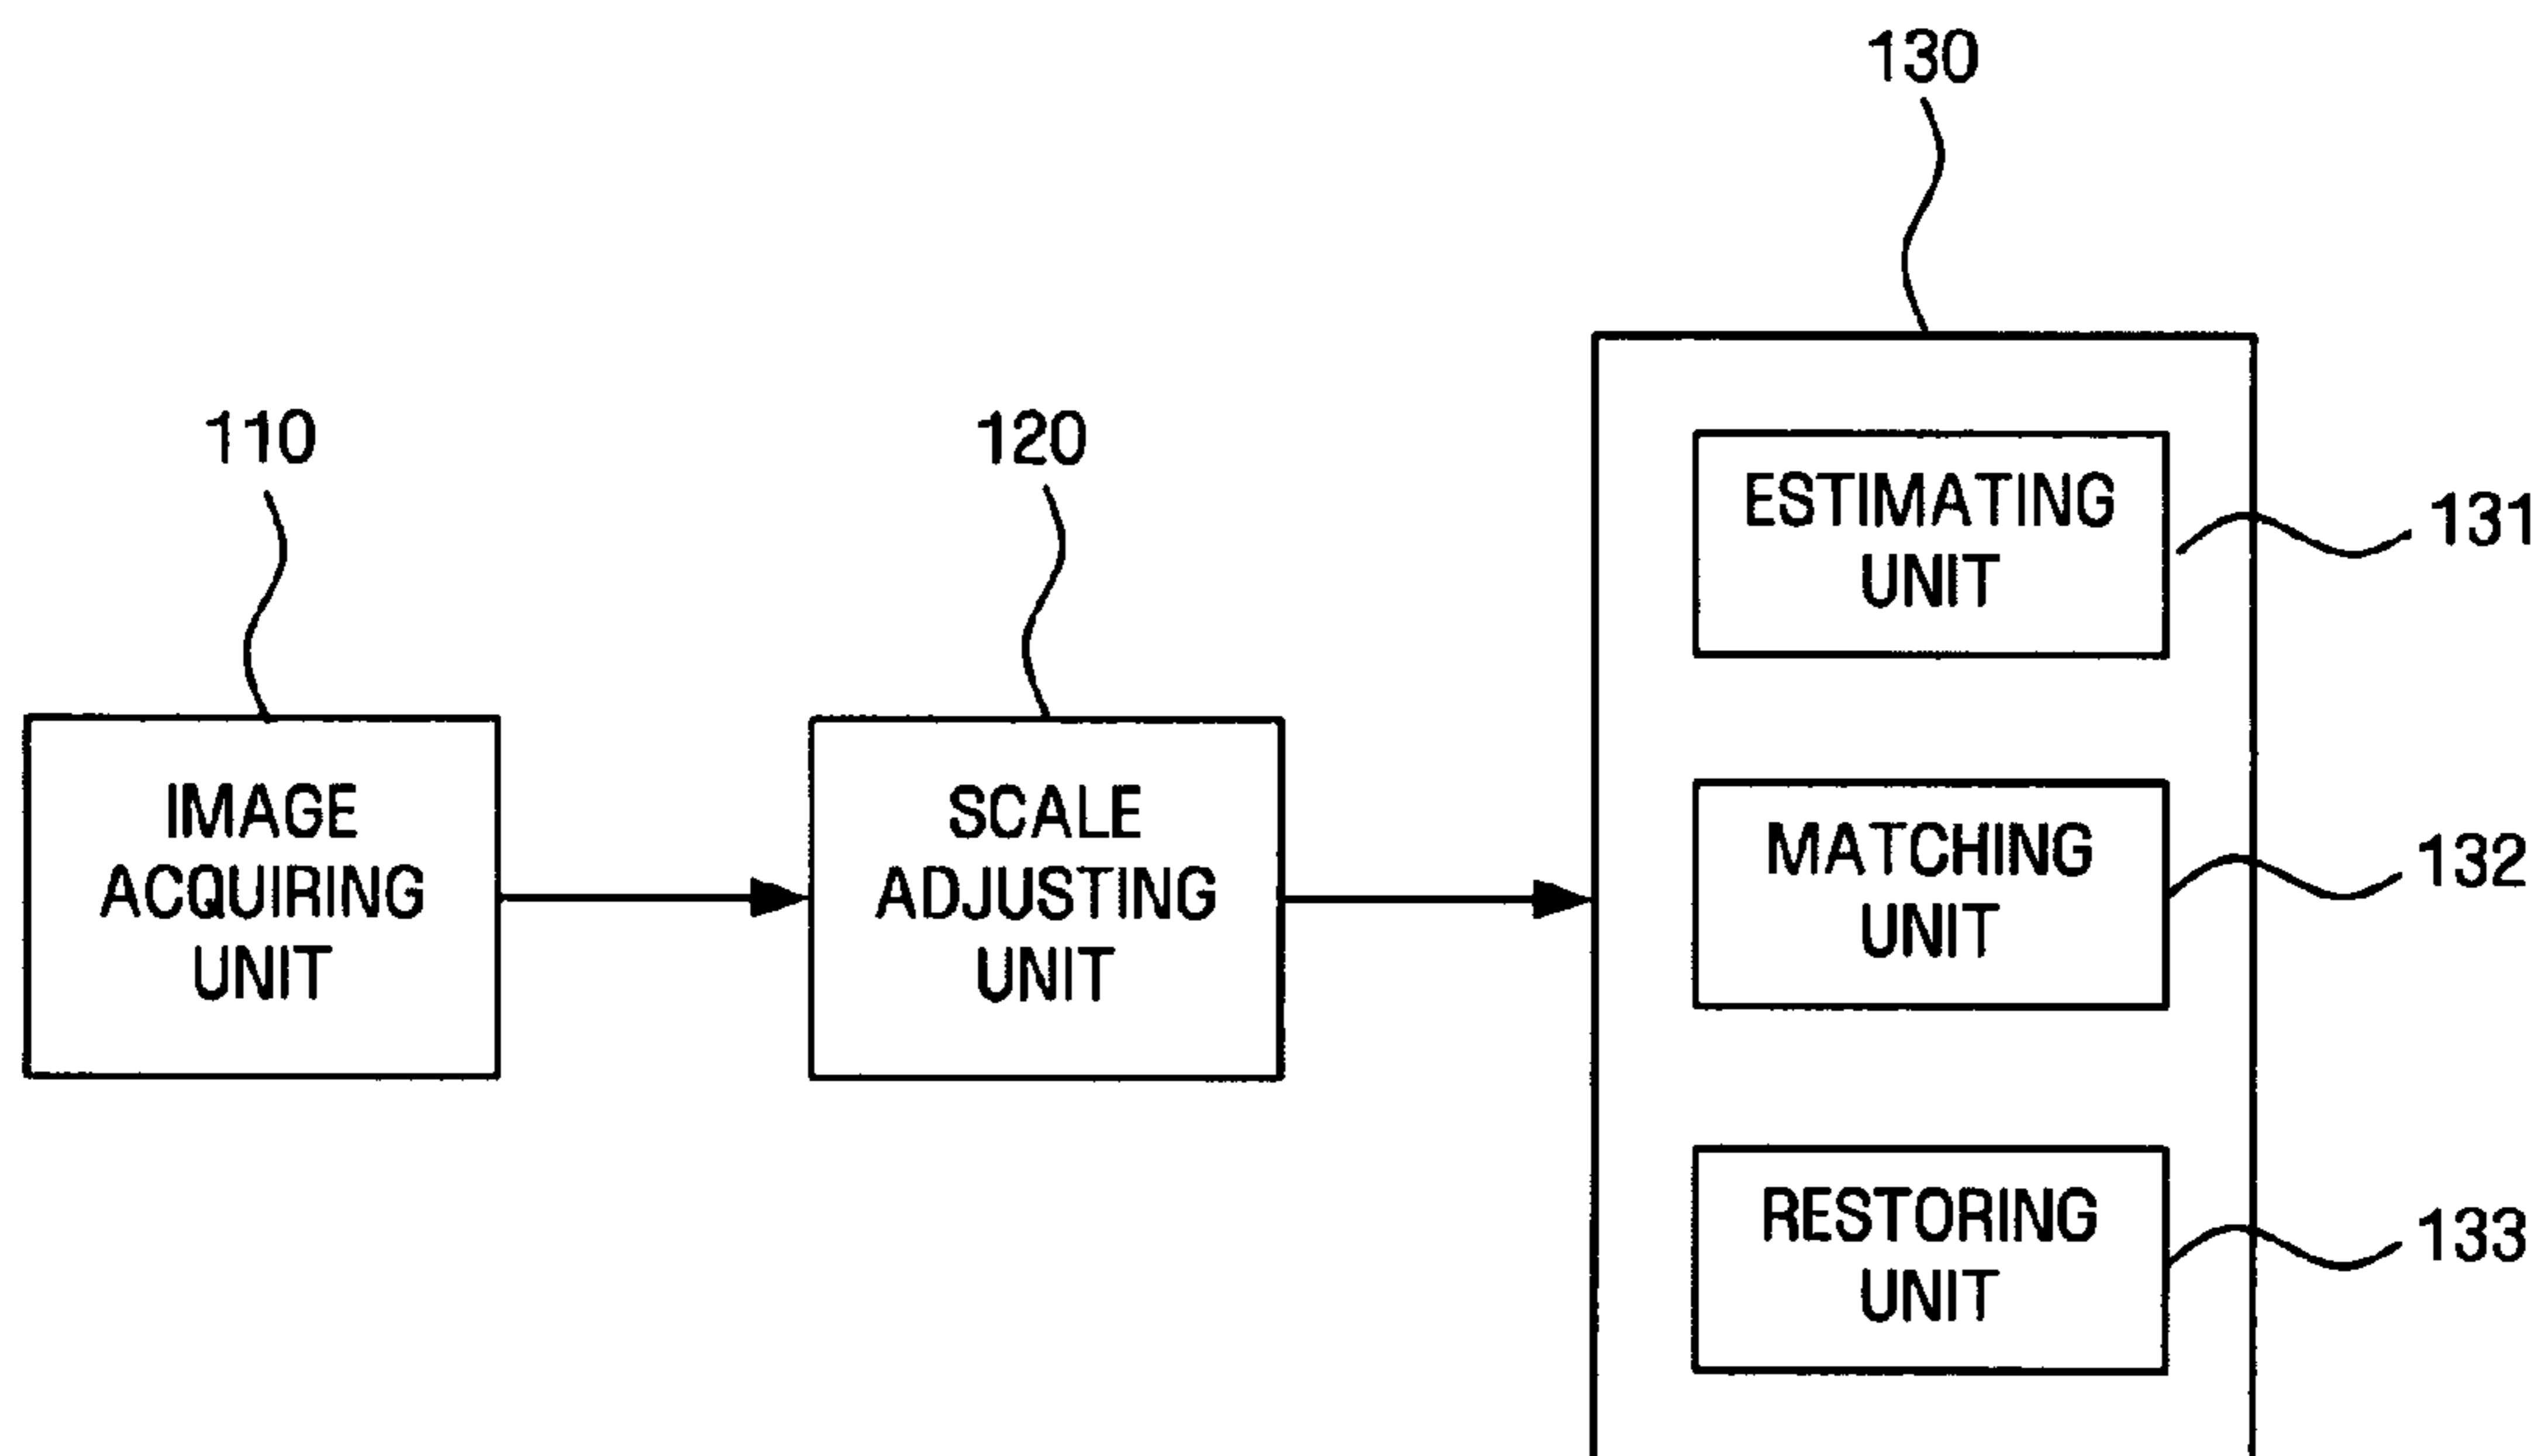 130
110
120
ESTIMATING
UNIT
131
IMAGE
ACQUIRING
UNIT
SCALE
ADJUSTING
UNIT
MATCHING
UNIT
132
RESTORING
UNIT
133